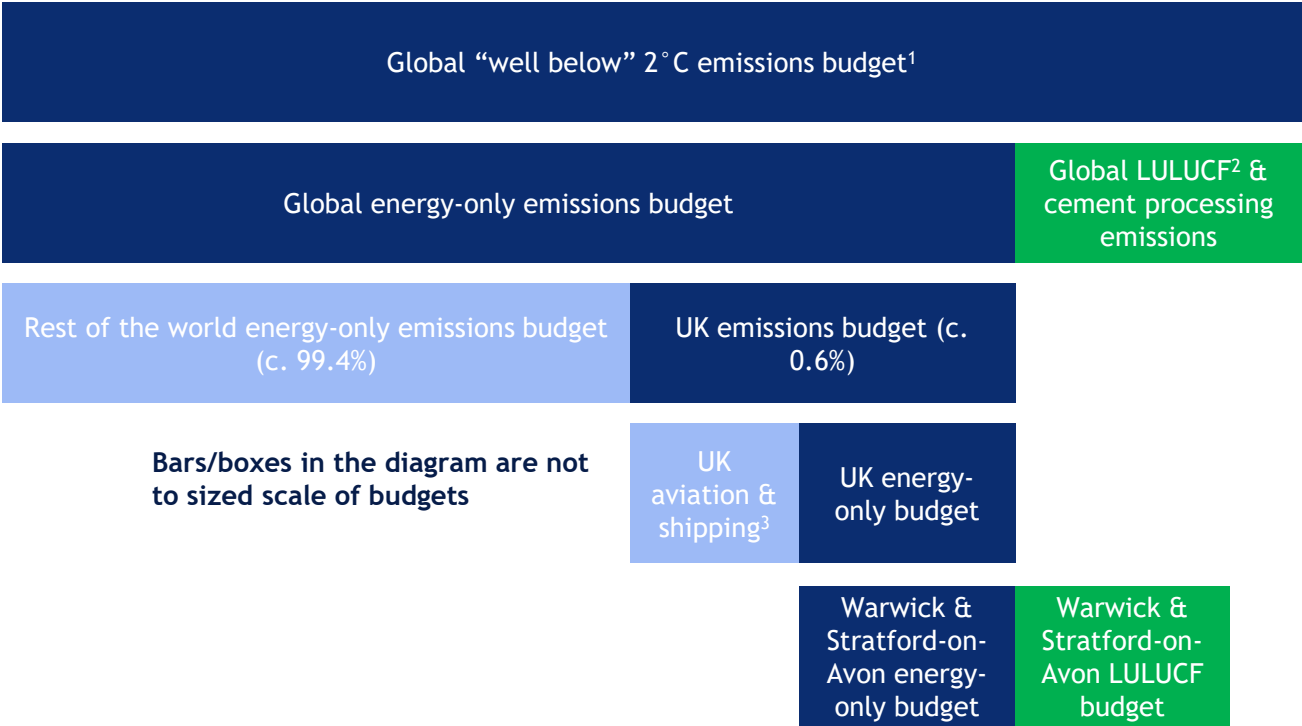 Global “well below” 2°C emissions budget¹
Global energy-only emissions budget
Global LULUCF² &
cement processing
emissions
Rest of the world energy-only emissions budget
(c. 99.4%)
UK emissions budget (c.
0.6%)
Bars/boxes in the diagram are not
to sized scale of budgets
UK
aviation &
shipping³
UK energy-
only budget
Warwick &
Stratford-on-
Avon energy-
only budget
Warwick &
Stratford-on-
Avon LULUCF
budget